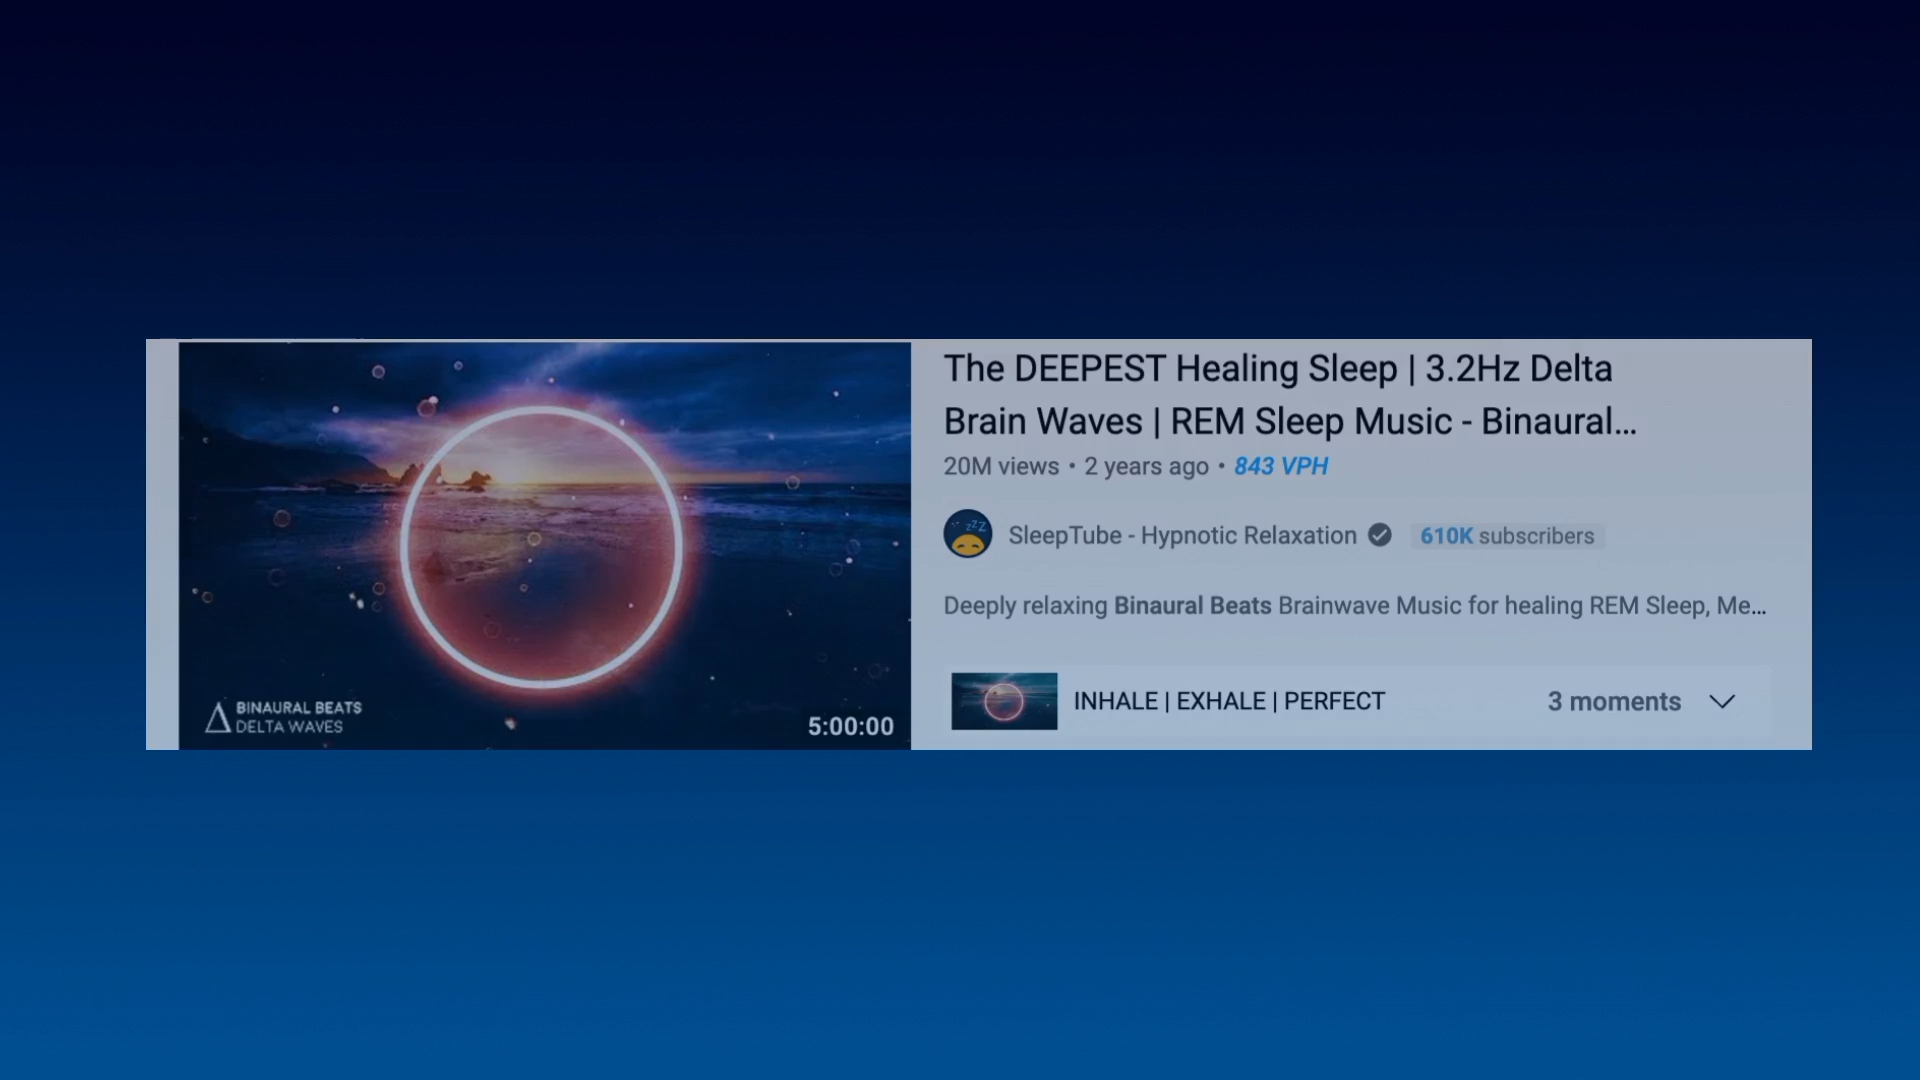 The DEEPEST Healing Sleep | 3.2Hz Delta
Brain Waves | REM Sleep Music - Binaural...
20M views • 2 years ago • 843 VPH
zzZ
SleepTube - Hypnotic Relaxation
610K subscribers
Deeply relaxing Binaural Beats Brainwave Music for healing REM Sleep, Me...
INHALE | EXHALE | PERFECT
3 moments
BINAURAL BEATS
DELTA WAVES
5:00:00